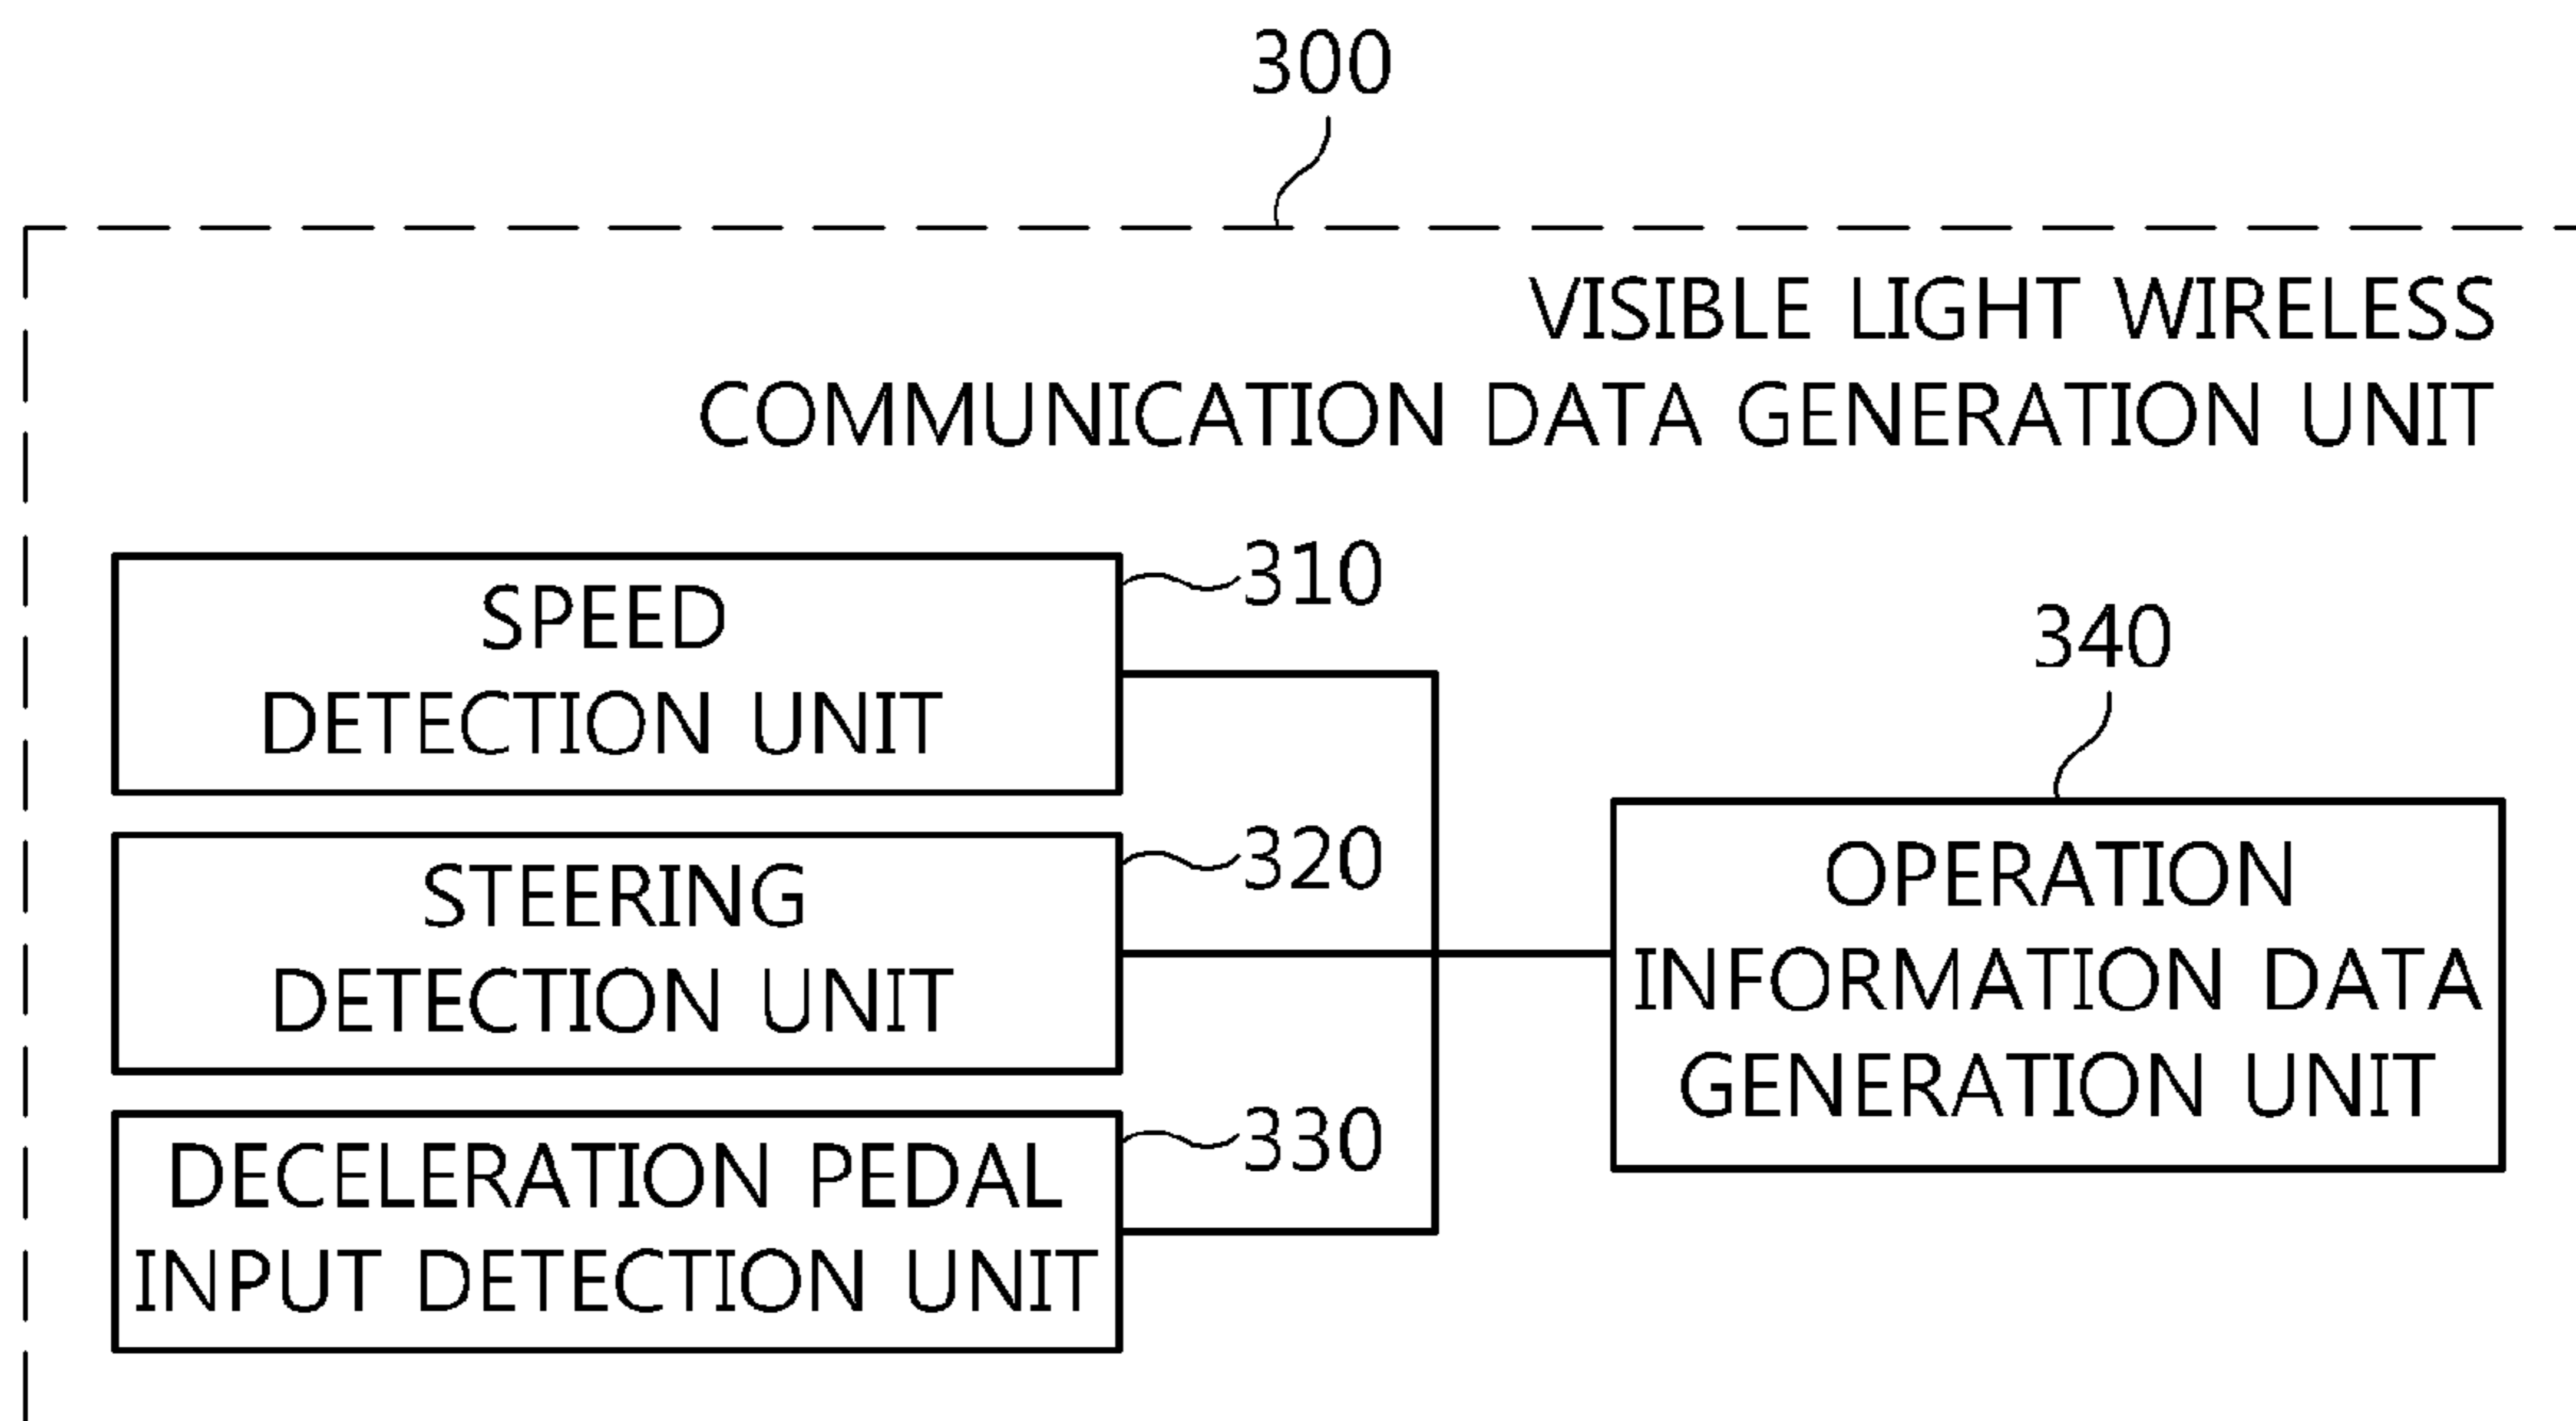 300
VISIBLE LIGHT WIRELESS
COMMUNICATION DATA GENERATION UNIT
SPEED
DETECTION UNIT
310
STEERING
DETECTION UNIT
320
DECELERATION PEDAL
INPUT DETECTION UNIT
330
340
OPERATION
INFORMATION DATA
GENERATION UNIT